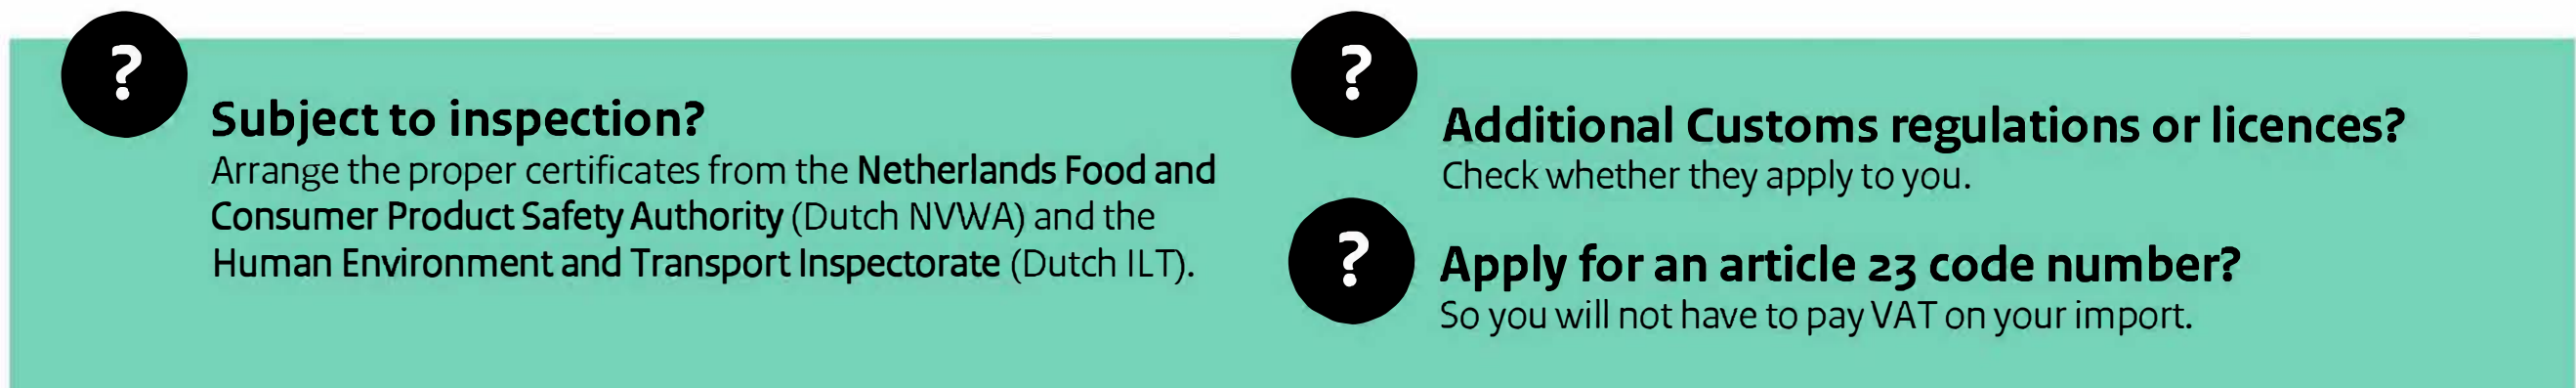 ?
Subject to inspection?
Arrange the proper certificates from the Netherlands Food and
Consumer Product Safety Authority (Dutch NVWA) and the
Human Environment and Transport Inspectorate (Dutch ILT).
?
Additional Customs regulations or licences?
Check whether they apply to you.
?
Apply for an article 23 code number?
So you will not have to pay VAT on your import.